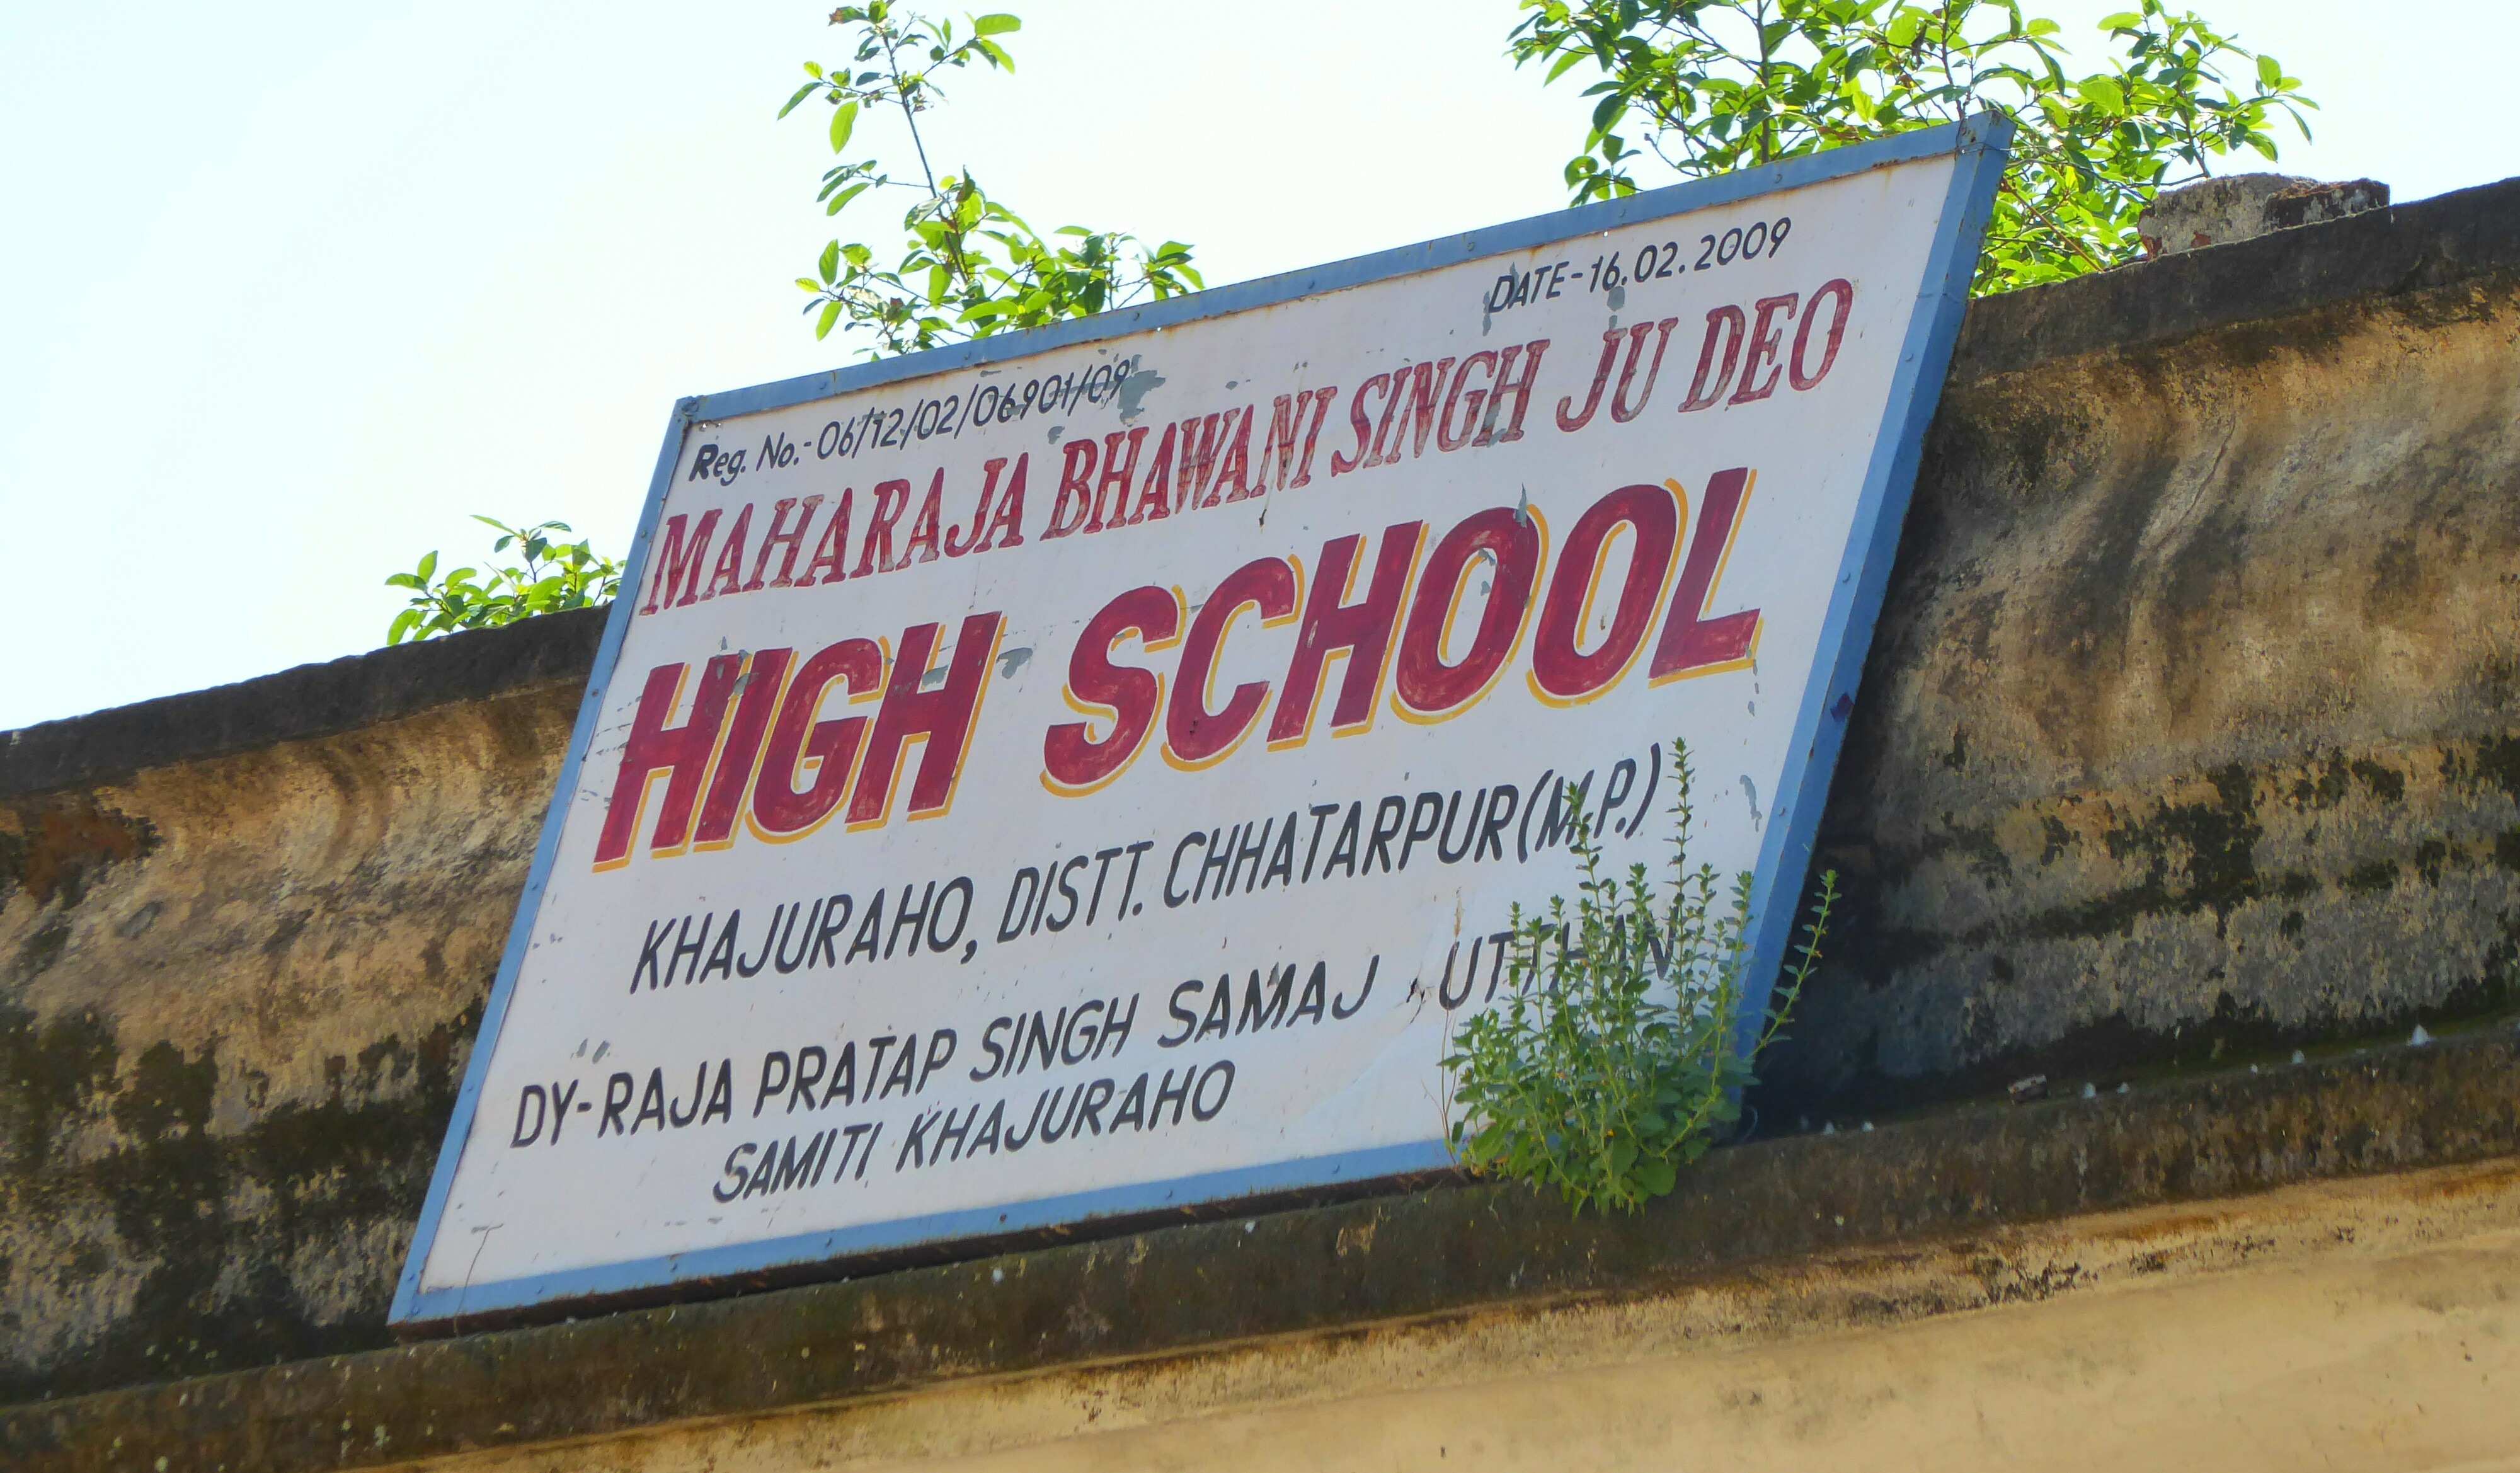 Reg. No.-06/12/02/06901/09 DATE-16.02.2009
MAHARAJA BHAWANI SINGH JU DEO
HIGH SCHOOL
KHAJURAHO, DISTT. CHHATARPUR (M.P.)
DY-RAJA PRATAP SINGH SAMAJ UTTHAN
SAMITI KHAJURAHO